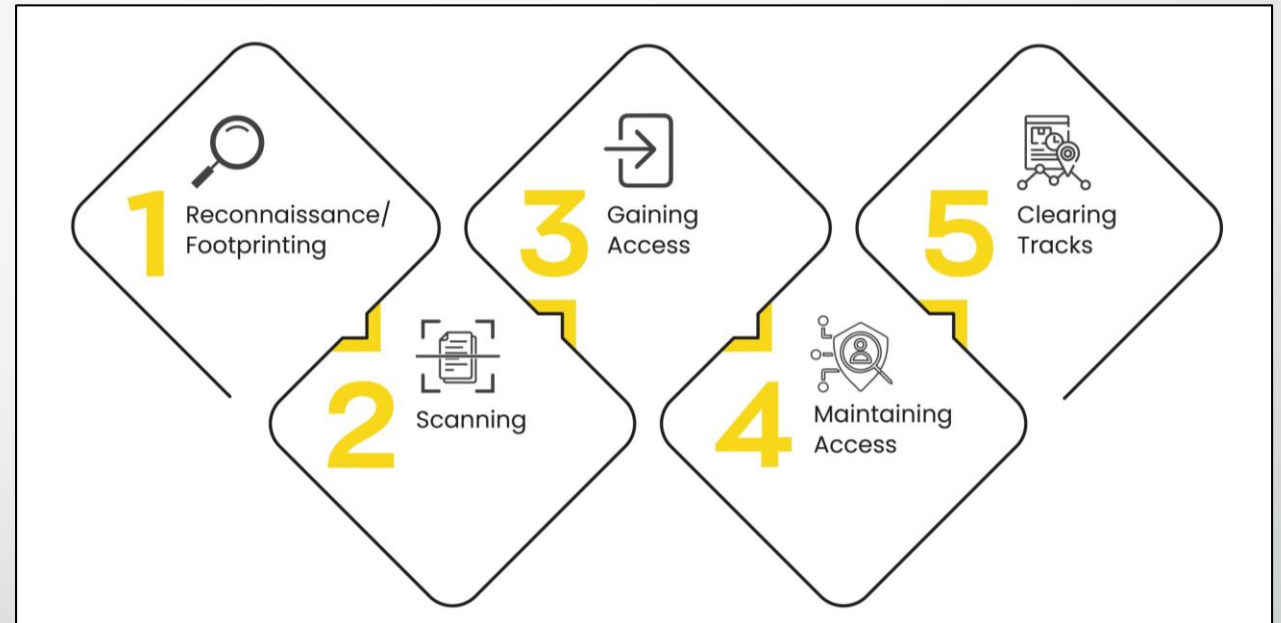 1
Reconnaissance/
Footprinting
2
Scanning
3
Gaining
Access
4
Maintaining
Access
5
Clearing
Tracks